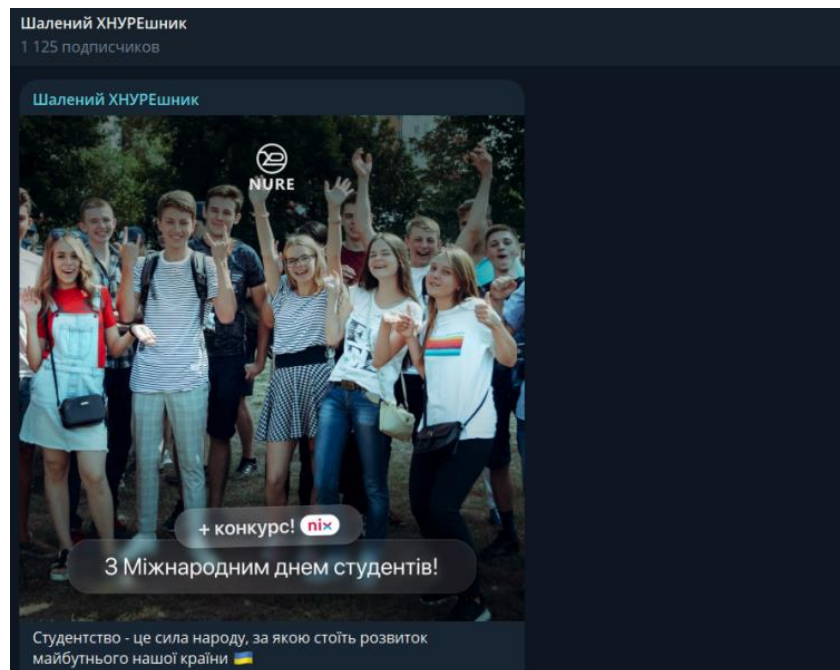 Шалений ХНУРЕшник
1 125 подписчиков
Шалений ХНУРЕшник
NURE
+ конкурс! nix
З Міжнародним днем студентів!
Студентство - це сила народу, за якою стоїть розвиток
майбутнього нашої країни 🇺🇦